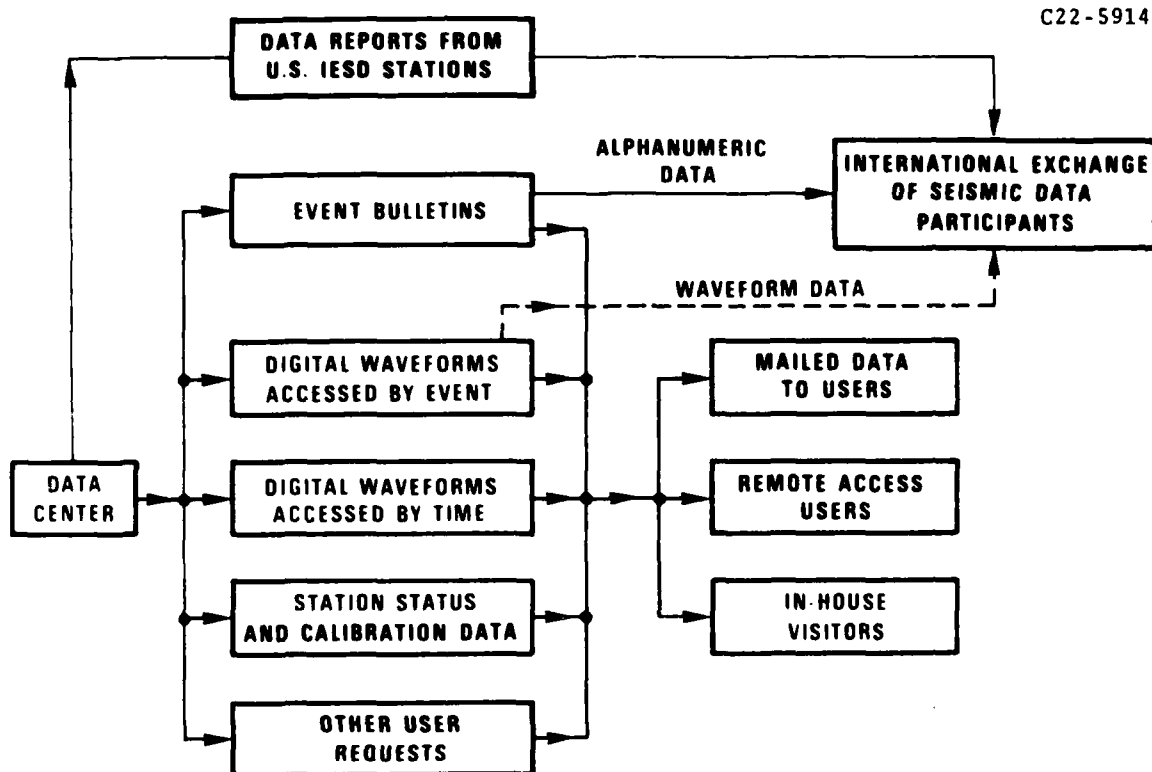 C22-5914
DATA REPORTS FROM
U.S. IESD STATIONS
ALPHANUMERIC
DATA
INTERNATIONAL EXCHANGE
OF SEISMIC DATA
PARTICIPANTS
EVENT BULLETINS
WAVEFORM DATA
DIGITAL WAVEFORMS
ACCESSED BY EVENT
MAILED DATA
TO USERS
DATA
CENTER
DIGITAL WAVEFORMS
ACCESSED BY TIME
REMOTE ACCESS
USERS
STATION STATUS
AND CALIBRATION DATA
IN-HOUSE
VISITORS
OTHER USER
REQUESTS